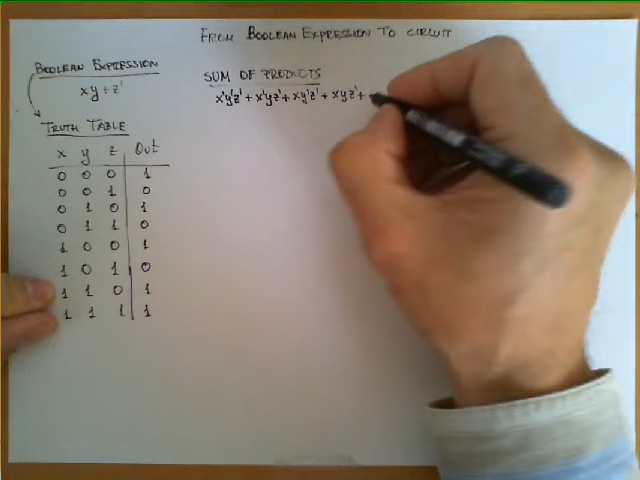 FROM BOOLEAN EXPRESSION TO CIRCUIT
BOOLEAN EXPRESSION
xy+z'
TRUTH TABLE
x y z Out
0 0 0 1
0 0 1 0
0 1 0 1
0 1 1 0
1 0 0 1
1 0 1 0
1 1 0 1
1 1 1 1
SUM OF PRODUCTS
x'y'z' + x'yz' + xy'z' + xyz' +